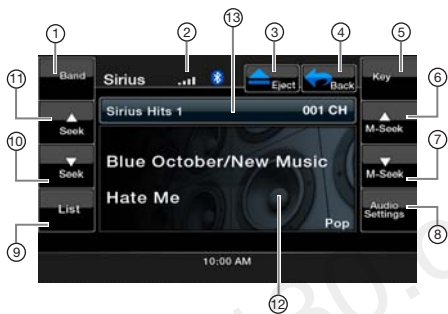 ① ② ⑬ ③ ④ ⑤
Band
Sirius
Eject
Back
Key
⑪ ⑥
Sirius Hits 1 001 CH
Seek
M-Seek
⑩ ⑦
Blue October/New Music
Seek
M-Seek
Hate Me
List
Pop
Audio
Settings
⑨ ⑧
10:00 AM
⑫